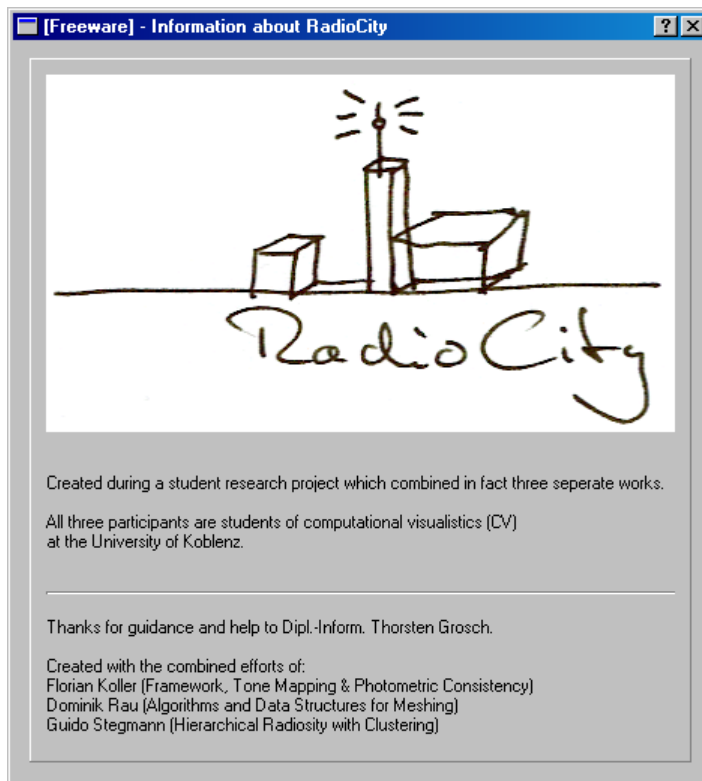 [Freeware] - Information about RadioCity
Radio City
Created during a student research project which combined in fact three seperate works.
All three participants are students of computational visualistics (CV)
at the University of Koblenz.
Thanks for guidance and help to Dipl.-Inform. Thorsten Grosch.
Created with the combined efforts of:
Florian Koller (Framework, Tone Mapping & Photometric Consistency)
Dominik Rau (Algorithms and Data Structures for Meshing)
Guido Stegmann (Hierarchical Radiosity with Clustering)